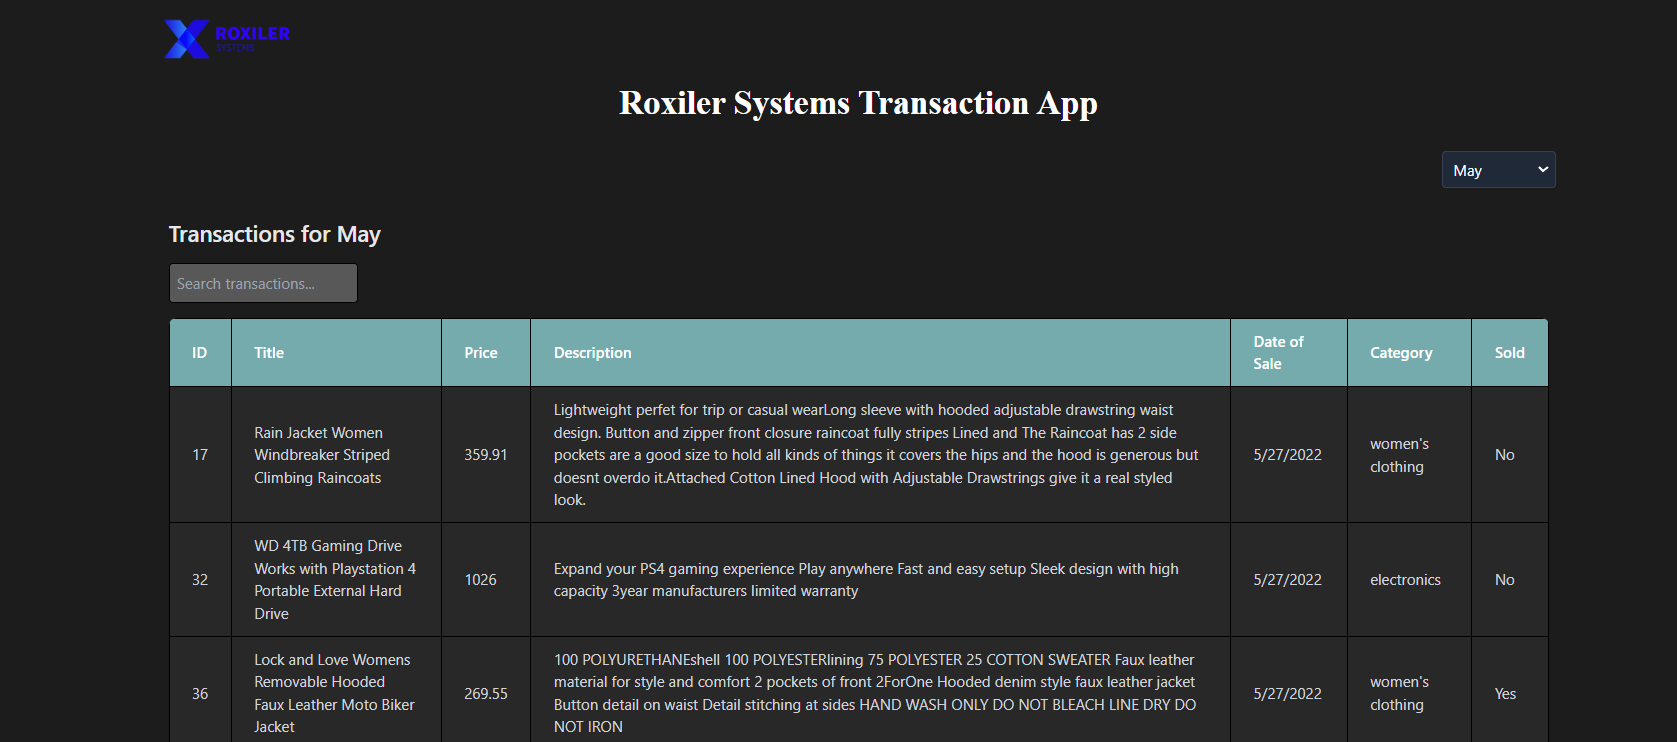 ROXILER
SYSTEMS
Roxiler Systems Transaction App
May
Transactions for May
Search transactions...
ID Title Price Description Date of Sale Category Sold
17
Rain Jacket Women
Windbreaker Striped
Climbing Raincoats
359.91
Lightweight perfet for trip or casual wearLong sleeve with hooded adjustable drawstring waist
design. Button and zipper front closure raincoat fully stripes Lined and The Raincoat has 2 side
pockets are a good size to hold all kinds of things it covers the hips and the hood is generous but
doesnt overdo it.Attached Cotton Lined Hood with Adjustable Drawstrings give it a real styled
look.
5/27/2022
women's
clothing
No
32
WD 4TB Gaming Drive
Works with Playstation 4
Portable External Hard
Drive
1026
Expand your PS4 gaming experience Play anywhere Fast and easy setup Sleek design with high
capacity 3year manufacturers limited warranty
5/27/2022
electronics
No
36
Lock and Love Womens
Removable Hooded
Faux Leather Moto Biker
Jacket
269.55
100 POLYURETHANEshell 100 POLYESTERlining 75 POLYESTER 25 COTTON SWEATER Faux leather
material for style and comfort 2 pockets of front 2ForOne Hooded denim style faux leather jacket
Button detail on waist Detail stitching at sides HAND WASH ONLY DO NOT BLEACH LINE DRY DO
NOT IRON
5/27/2022
women's
clothing
Yes